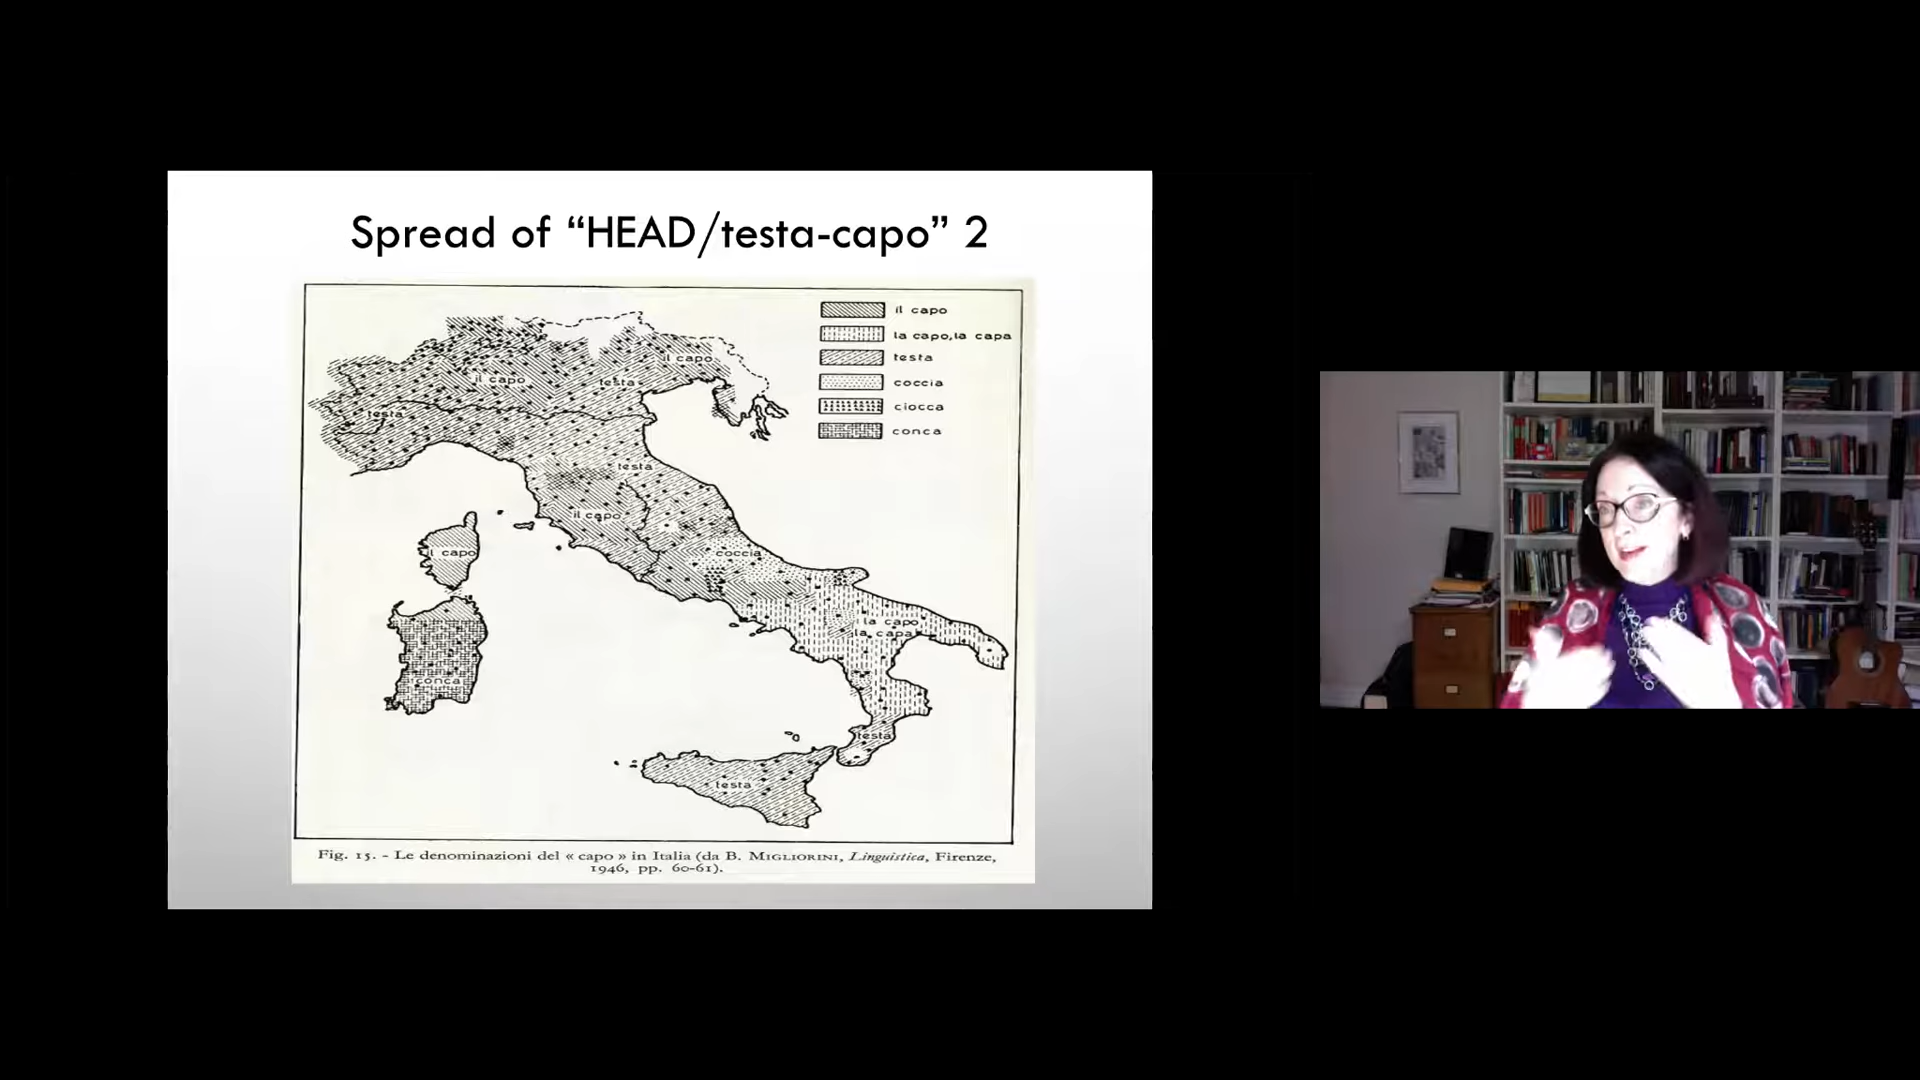 Spread of “HEAD/testa-capo” 2
il capo
la capo, la capa
testa
coccia
ciocca
conca
il capo
il capo
testa
testa
testa
il capo
il capo
coccia
la capo
la capa
conca
testa
testa
Fig. 15. - Le denominazioni del « capo » in Italia (da B. MIGLIORINI, Linguistica, Firenze,
1946, pp. 60-61).